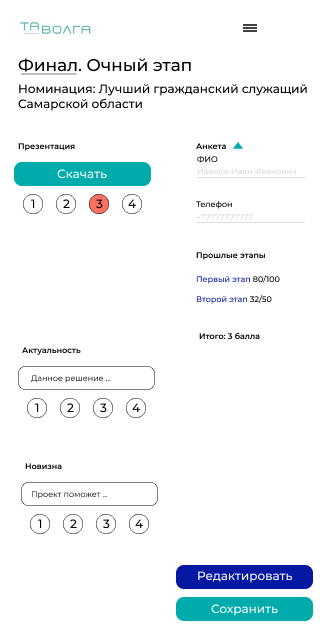 ТАВОЛГА
Финал. Очный этап
Номинация: Лучший гражданский служащий
Самарской области
Презентация
Скачать
1 2 3 4
Анкета
ФИО
Иванов Иван Иванович
Телефон
+77777777777
Прошлые этапы
Первый этап 80/100
Второй этап 32/50
Итого: 3 балла
Актуальность
Данное решение ...
1 2 3 4
Новизна
Проект поможет ...
1 2 3 4
Редактировать
Сохранить